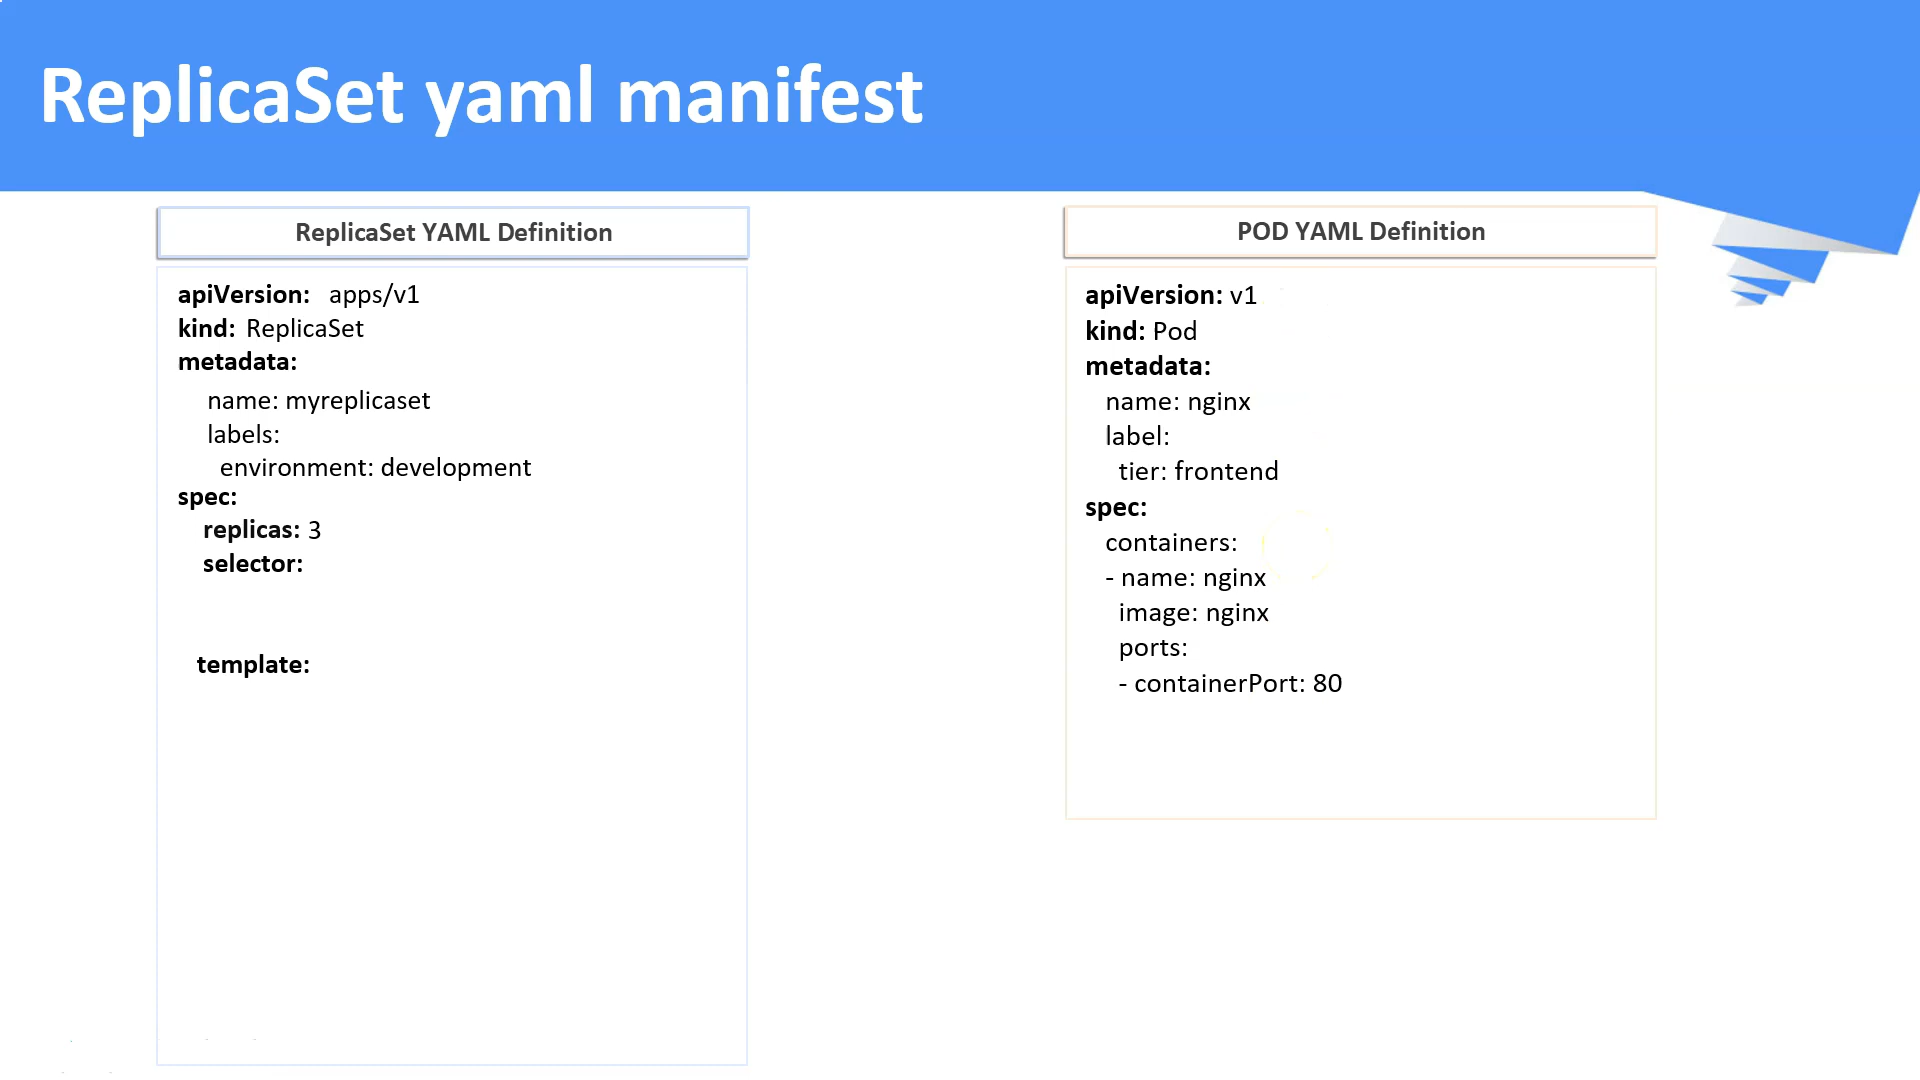 ReplicaSet yaml manifest
ReplicaSet YAML Definition
apiVersion: apps/v1
kind: ReplicaSet
metadata:
name: myreplicaset
labels:
environment: development
spec:
replicas: 3
selector:
template:
POD YAML Definition
apiVersion: v1
kind: Pod
metadata:
name: nginx
label:
tier: frontend
spec:
containers:
- name: nginx
image: nginx
ports:
- containerPort: 80